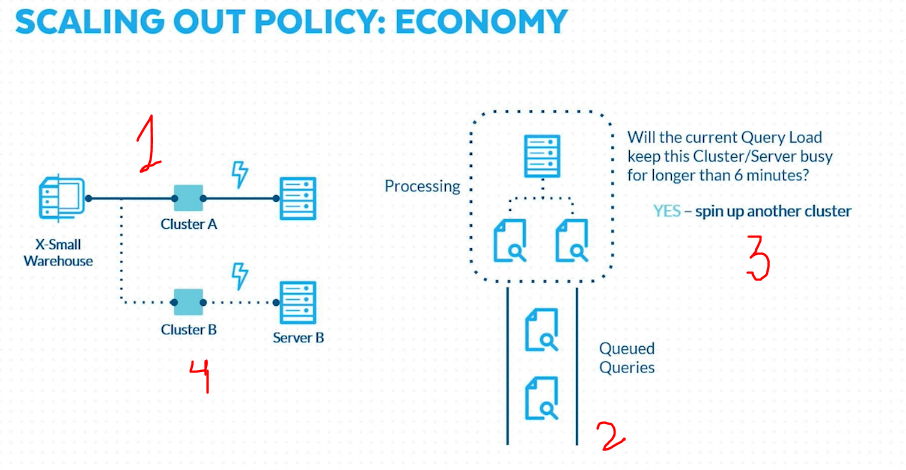 SCALING OUT POLICY: ECONOMY
1
Cluster A
X-Small
Warehouse
Cluster B
Server B
4
Processing
Will the current Query Load
keep this Cluster/Server busy
for longer than 6 minutes?
YES – spin up another cluster
3
Queued
Queries
2